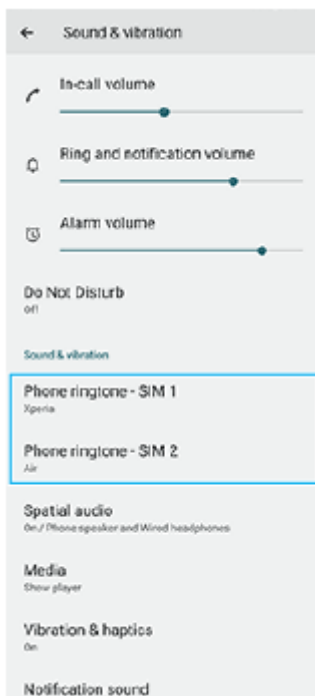 Sound & vibration
In-call volume
Ring and notification volume
Alarm volume
Do Not Disturb
Off
Sound & vibration
Phone ringtone - SIM 1
Xperia
Phone ringtone - SIM 2
Air
Spatial audio
On / Phone speaker and Wired headphones
Media
Show player
Vibration & haptics
On
Notification sound